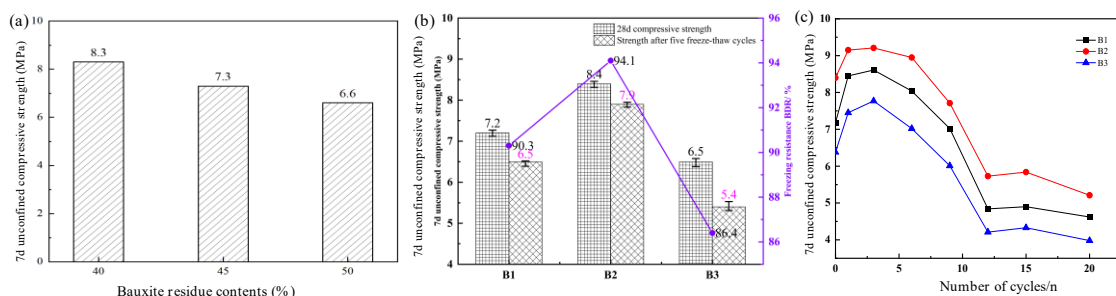 (a)
7d unconfined compressive strength (MPa)
10
8
6
4
2
0
8.3
7.3
6.6
40
45
50
Bauxite residue contents (%)
(b)
7d unconfined compressive strength (MPa)
7d unconfined compressive strength (MPa)
10
9
8
7
6
5
4
28d compressive strength
Strength after five freeze-thaw cycles
7.2
90.3
6.5
8.4
94.1
7.9
6.5
5.4
86.4
B1
B2
B3
96
94
92
90
88
86
Freezing resistance BDR/ %
(c)
7d unconfined compressive strength (MPa)
10
9
8
7
6
5
4
B1
B2
B3
0
5
10
15
20
Number of cycles/n